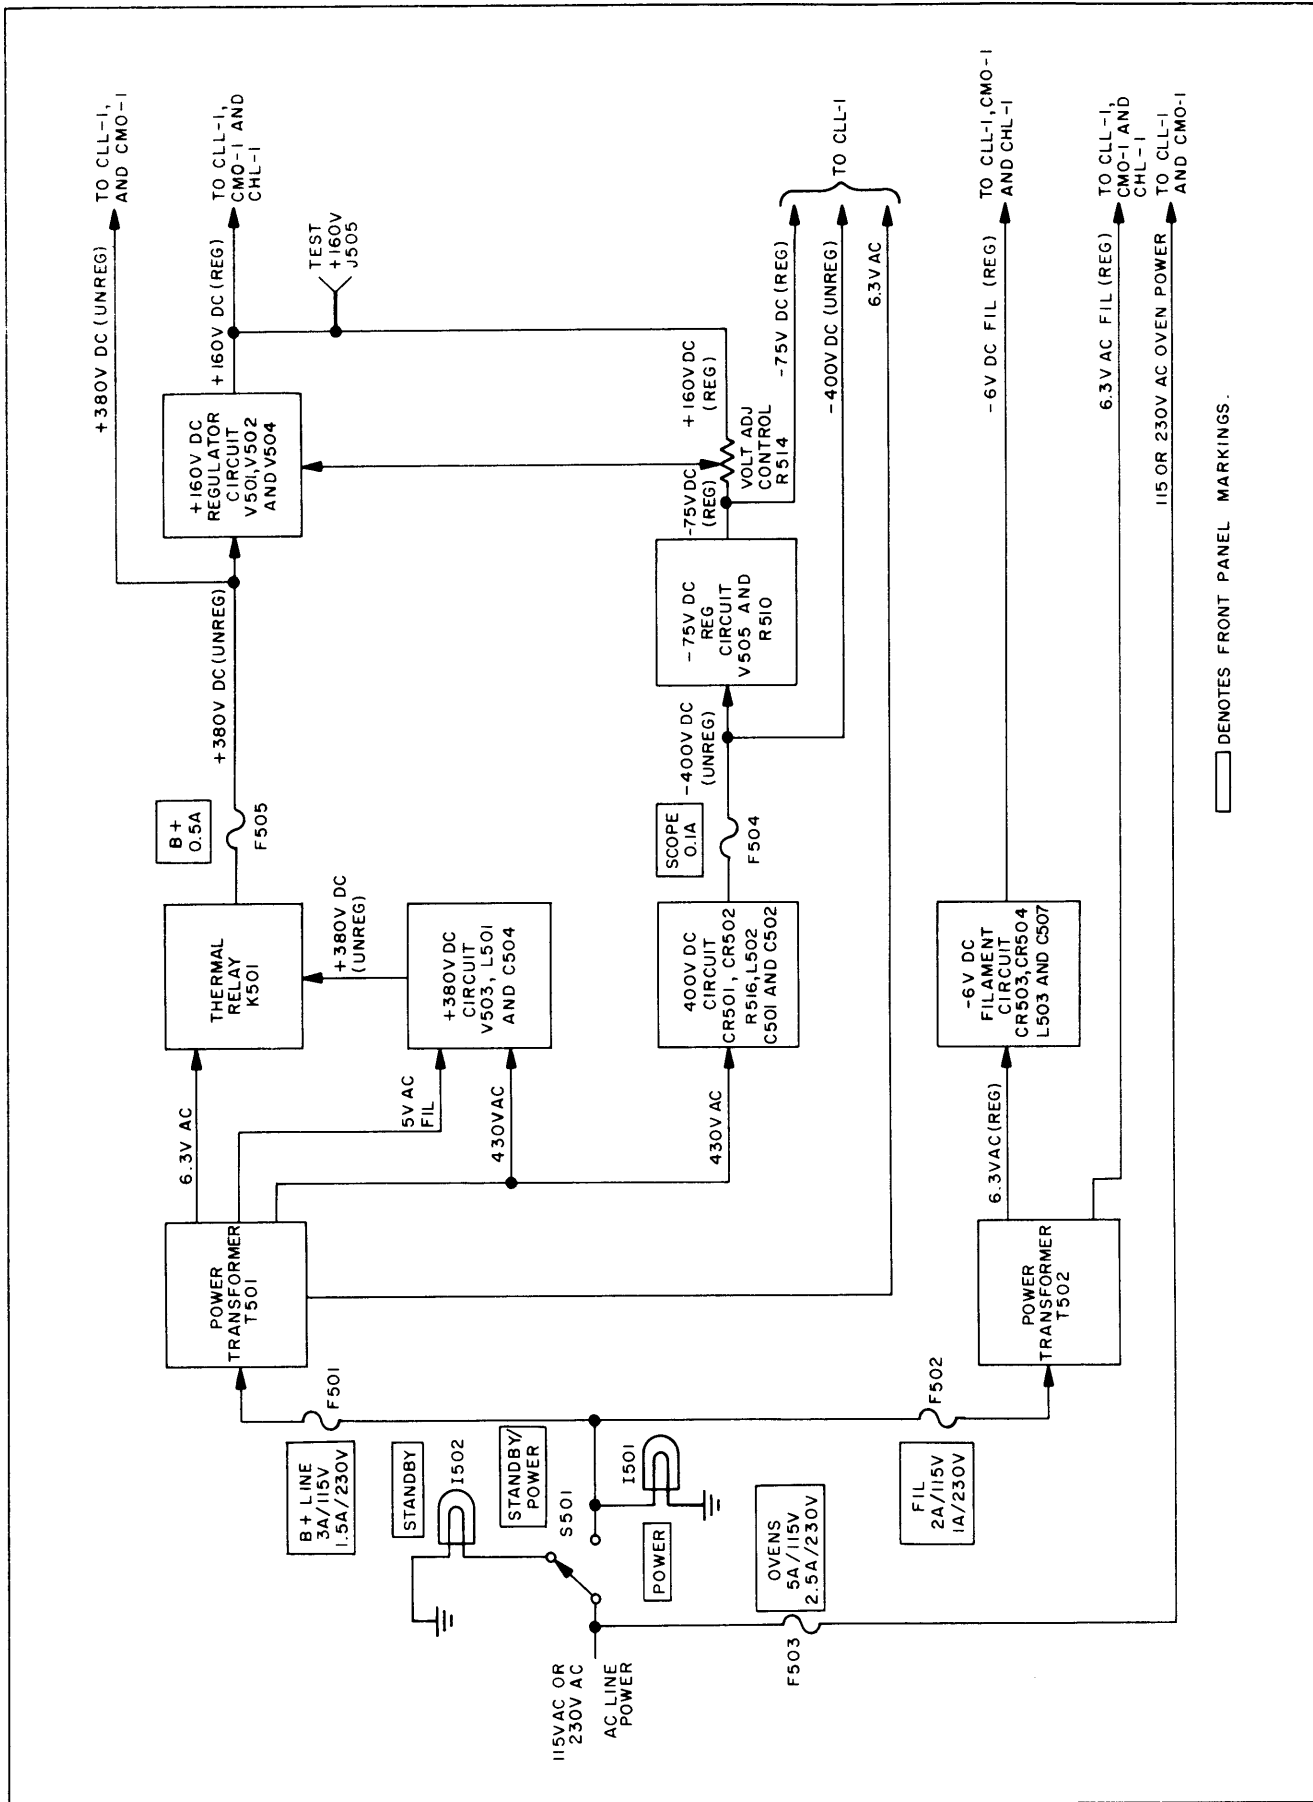 115VAC OR
230V AC
AC LINE
POWER
B+ LINE
3A/115V
1.5A/230V
F501
STANDBY
I502
STANDBY/
POWER
S501
I501
POWER
OVENS
5A/115V
2.5A/230V
F503
FIL
2A/115V
1A/230V
F502
POWER
TRANSFORMER
T501
6.3V AC
5V AC
FIL
430VAC
430VAC
THERMAL
RELAY
K501
+380V DC
(UNREG)
+380V DC
CIRCUIT
V503, L501
AND C504
B+
0.5A
F505
+380V DC (UNREG)
+380V DC (UNREG)
TO CLL-1,
AND CMO-1
+160V DC
REGULATOR
CIRCUIT
V501,V502
AND V504
+160V DC (REG)
TO CLL-1,
CMO-1 AND
CHL-1
TEST
+160V
J505
400V DC
CIRCUIT
CR501, CR502
R516,L502
C501 AND C502
SCOPE
0.1A
F504
-400V DC
(UNREG)
-75V DC
REG
CIRCUIT
V505 AND
R510
-75V DC
(REG)
+160V DC
(REG)
VOLT ADJ
CONTROL
R514
-75V DC (REG)
-400V DC (UNREG)
6.3V AC
TO CLL-1
POWER
TRANSFORMER
T502
6.3VAC(REG)
-6V DC
FILAMENT
CIRCUIT
CR503,CR504
L503 AND C507
-6V DC FIL (REG)
TO CLL-1,CMO-1
AND CHL-1
6.3V AC FIL (REG)
TO CLL-1,
CMO-1 AND
CHL-1
115 OR 230V AC OVEN POWER
TO CLL-1
AND CMO-1
DENOTES FRONT PANEL MARKINGS.